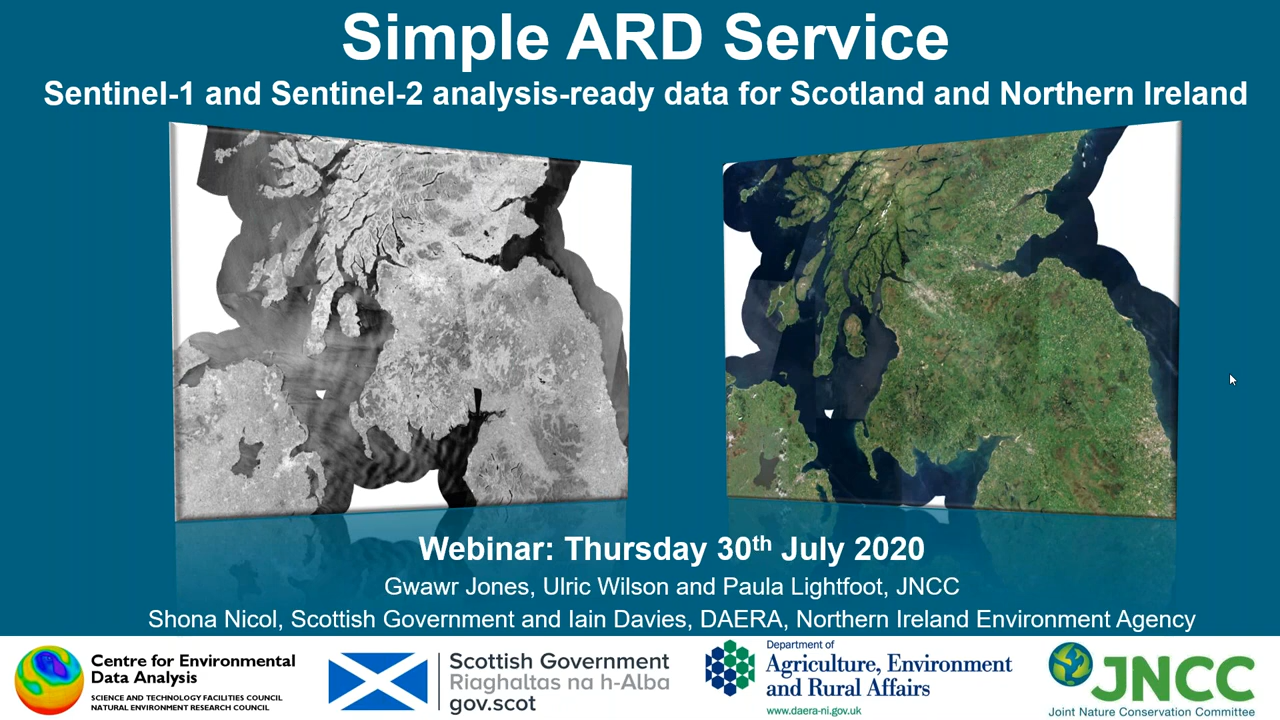 Simple ARD Service
Sentinel-1 and Sentinel-2 analysis-ready data for Scotland and Northern Ireland
Webinar: Thursday 30th July 2020
Gwawr Jones, Ulric Wilson and Paula Lightfoot, JNCC
Shona Nicol, Scottish Government and Iain Davies, DAERA, Northern Ireland Environment Agency
Centre for Environmental
Data Analysis
SCIENCE AND TECHNOLOGY FACILITIES COUNCIL
NATURAL ENVIRONMENT RESEARCH COUNCIL
Scottish Government
Riaghaltas na h-Alba
gov.scot
Department of
Agriculture, Environment
and Rural Affairs
www.daera-ni.gov.uk
JNCC
Joint Nature Conservation Committee